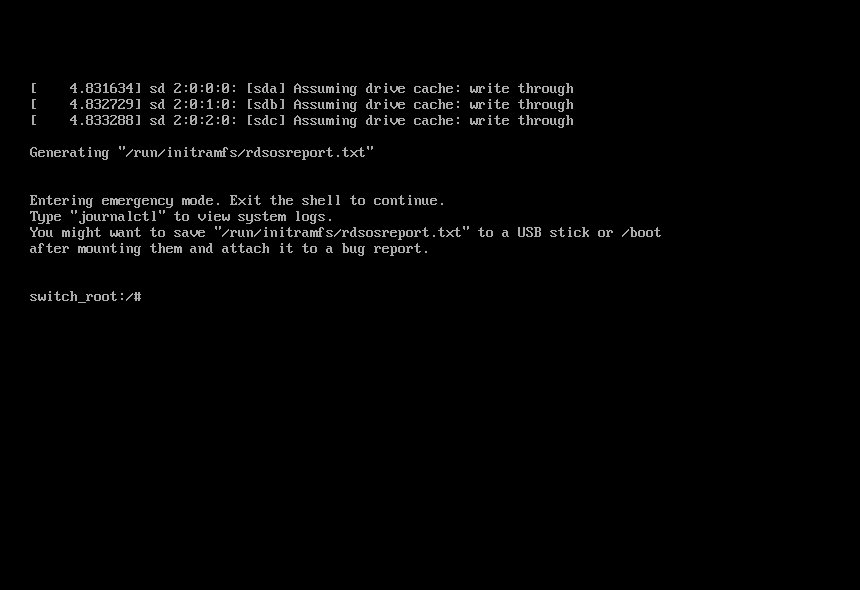 [    4.831634] sd 2:0:0:0: [sda] Assuming drive cache: write through
[    4.832729] sd 2:0:1:0: [sdb] Assuming drive cache: write through
[    4.833288] sd 2:0:2:0: [sdc] Assuming drive cache: write through
Generating "/run/initramfs/rdsosreport.txt"
Entering emergency mode. Exit the shell to continue.
Type "journalctl" to view system logs.
You might want to save "/run/initramfs/rdsosreport.txt" to a USB stick or /boot
after mounting them and attach it to a bug report.
switch_root:/#